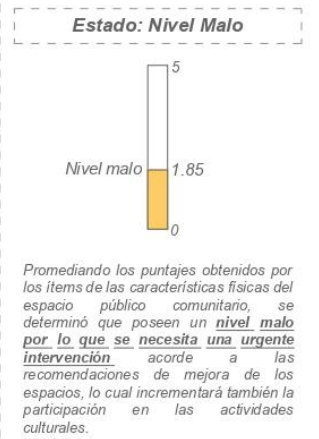 Estado: Nivel Malo
5
Nivel malo 1.85
0
Promediando los puntajes obtenidos por
los ítems de las características físicas del
espacio público comunitario, se
determinó que poseen un nivel malo
por lo que se necesita una urgente
intervención acorde a las
recomendaciones de mejora de los
espacios, lo cual incrementará también la
participación en las actividades
culturales.